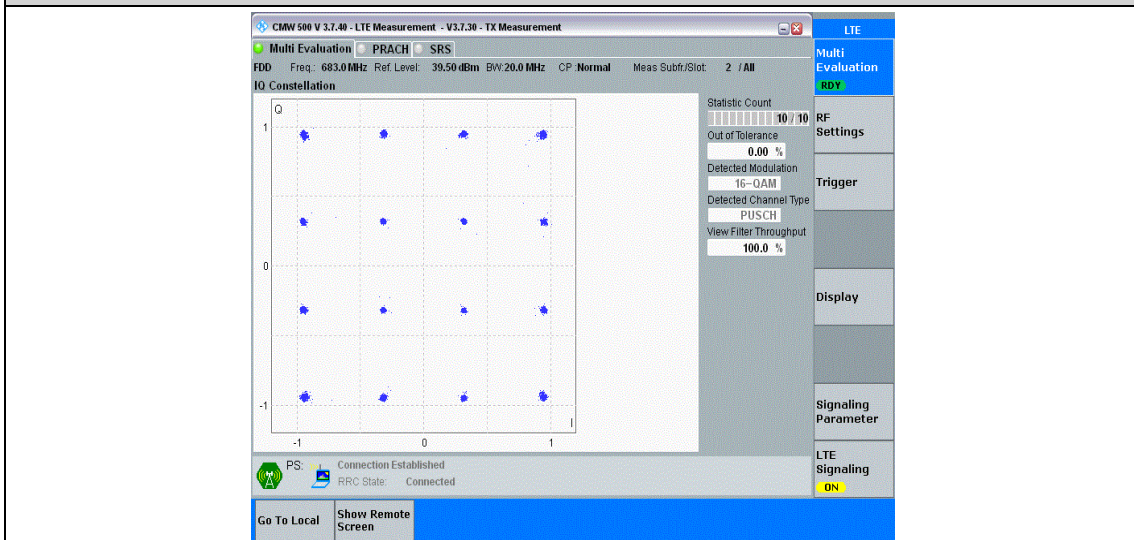 CMW 500 V 3.7.40 - LTE Measurement - V3.7.30 - TX Measurement
LTE
Multi Evaluation PRACH SRS
FDD Freq.: 683.0 MHz Ref. Level: 39.50 dBm BW:20.0 MHz CP :Normal Meas Subfr./Slot: 2 / All
IQ Constellation
Q
1
0
-1
-1 0 1
I
Statistic Count
10 / 10
Out of Tolerance
0.00 %
Detected Modulation
16-QAM
Detected Channel Type
PUSCH
View Filter Throughput
100.0 %
Multi
Evaluation
RDY
RF
Settings
Trigger
Display
Signaling
Parameter
LTE
Signaling
ON
PS: Connection Established
RRC State: Connected
Go To Local
Show Remote
Screen